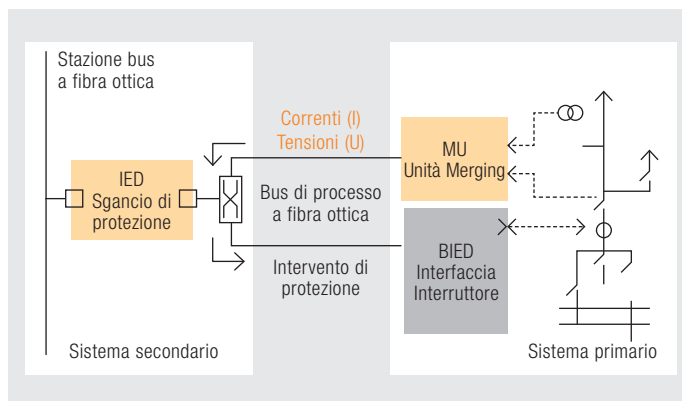 Stazione bus
a fibra ottica
Correnti (I)
Tensioni (U)
MU
Unità Merging
IED
Sgancio di
protezione
Bus di processo
a fibra ottica
BIED
Interfaccia
Interruttore
Intervento di
protezione
Sistema secondario
Sistema primario